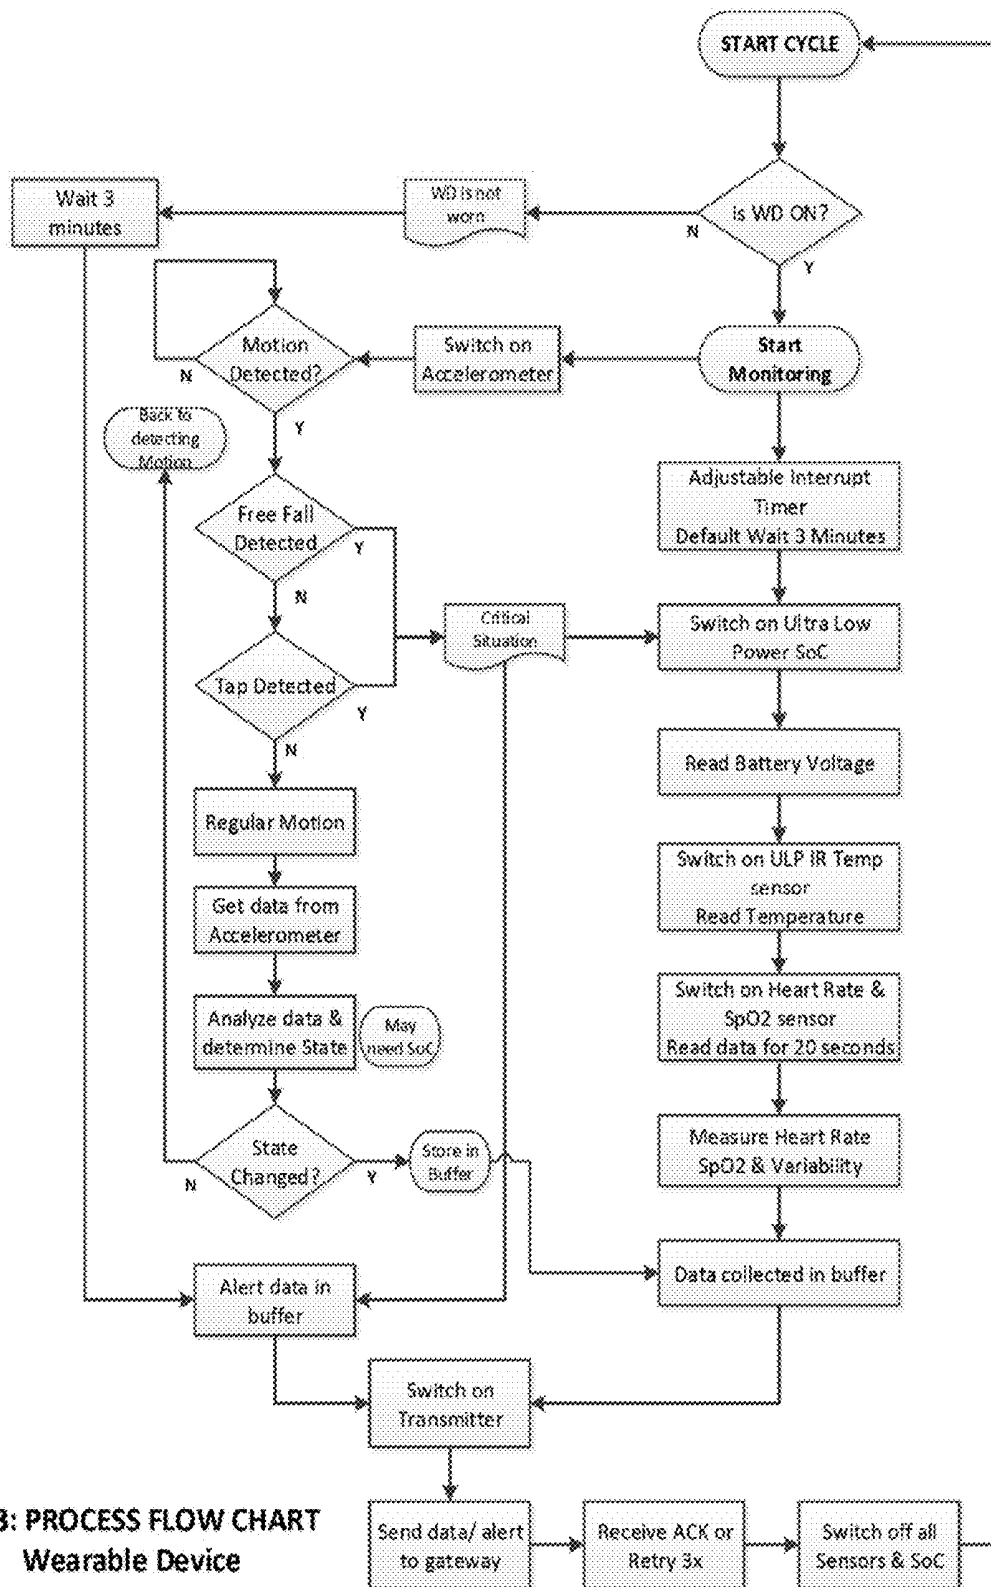 START CYCLE
Is WD ON?
N
Y
WD is not
worn
Wait 3
minutes
Start
Monitoring
Switch on
Accelerometer
Motion
Detected?
N
Y
Back to
detecting
Motion
Free Fall
Detected
Y
N
Tap Detected
Y
N
Critical
Situation
Regular Motion
Get data from
Accelerometer
Analyze data &
determine State
May
need SoC
State
Changed?
N
Y
Store in
Buffer
Alert data in
buffer
Adjustable Interrupt
Timer
Default Wait 3 Minutes
Switch on Ultra Low
Power SoC
Read Battery Voltage
Switch on ULP IR Temp
sensor
Read Temperature
Switch on Heart Rate &
SpO2 sensor
Read data for 20 seconds
Measure Heart Rate
SpO2 & Variability
Data collected in buffer
Switch on
Transmitter
Send data/ alert
to gateway
Receive ACK or
Retry 3x
Switch off all
Sensors & SoC
: PROCESS FLOW CHART
Wearable Device